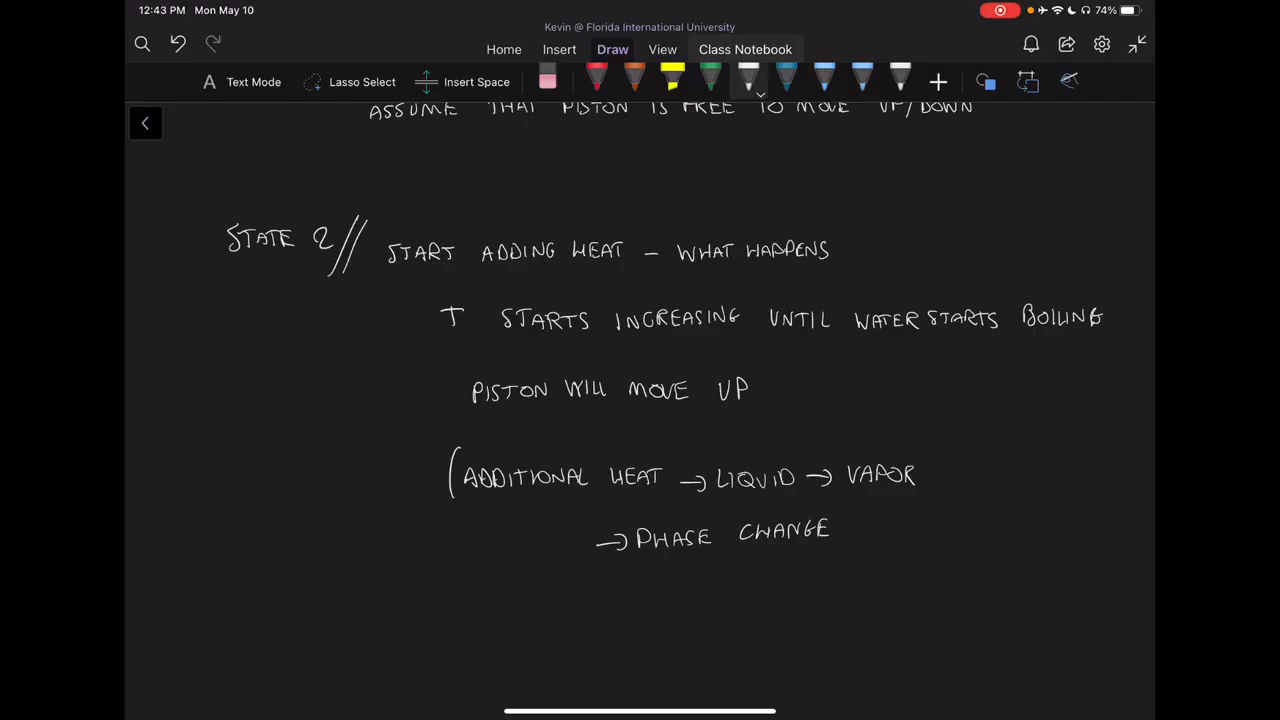 12:43 PM Mon May 10
74%
Kevin @ Florida International University
Home Insert Draw View Class Notebook
Text Mode Lasso Select Insert Space
ASSUME THAT PISTON IS FREE TO MOVE UP/DOWN
STATE 2// START ADDING HEAT - WHAT HAPPENS
T STARTS INCREASING UNTIL WATER STARTS BOILING
PISTON WILL MOVE UP
(ADDITIONAL HEAT → LIQUID → VAPOR
→ PHASE CHANGE